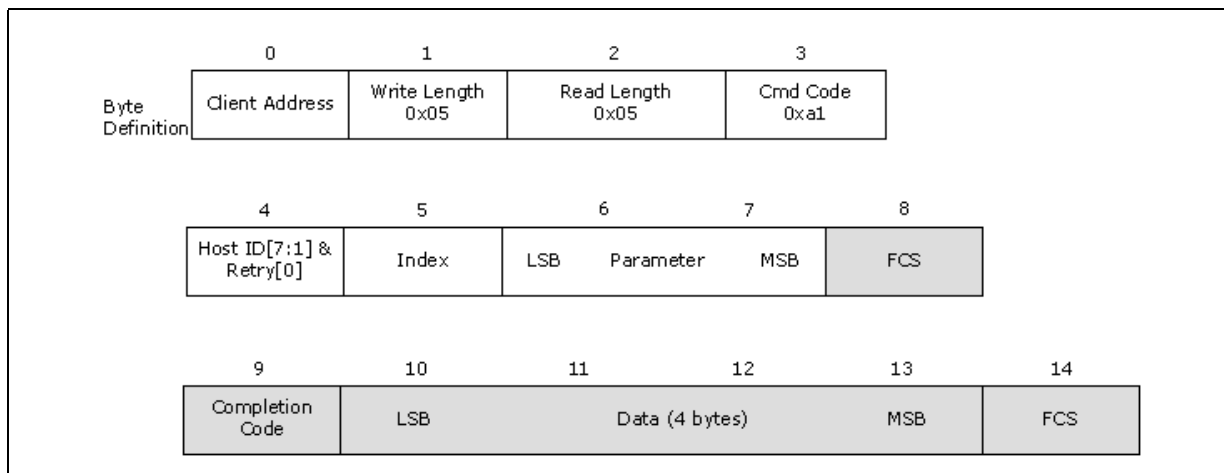 0 1 2 3
Byte
Definition
Client Address
Write Length
0x05
Read Length
0x05
Cmd Code
0xa1
4 5 6 7 8
Host ID[7:1] &
Retry[0]
Index
LSB Parameter MSB
FCS
9 10 11 12 13 14
Completion
Code
LSB Data (4 bytes) MSB
FCS